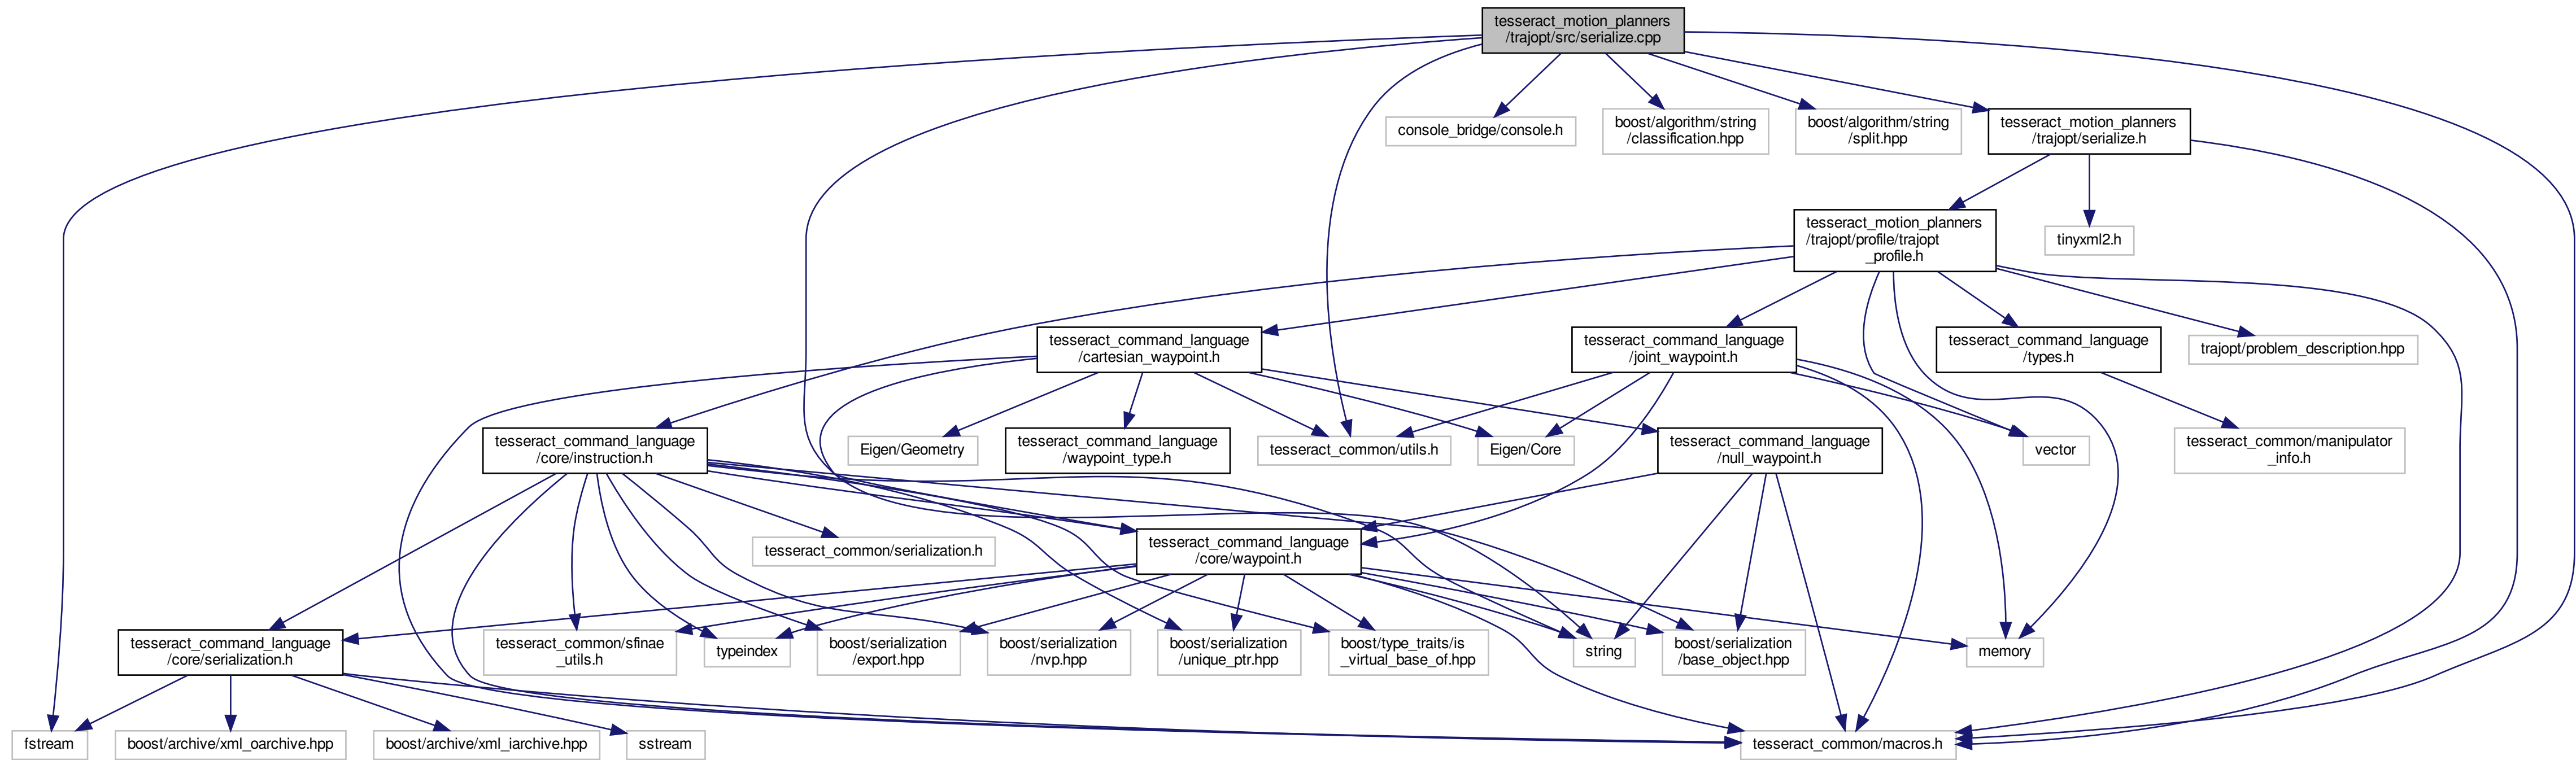 tesseract_motion_planners
/trajopt/src/serialize.cpp
console_bridge/console.h
boost/algorithm/string
/classification.hpp
boost/algorithm/string
/split.hpp
tesseract_motion_planners
/trajopt/serialize.h
tesseract_motion_planners
/trajopt/profile/trajopt
_profile.h
tinyxml2.h
tesseract_command_language
/cartesian_waypoint.h
tesseract_command_language
/joint_waypoint.h
tesseract_command_language
/types.h
trajopt/problem_description.hpp
tesseract_command_language
/core/instruction.h
Eigen/Geometry
tesseract_command_language
/waypoint_type.h
tesseract_common/utils.h
Eigen/Core
tesseract_command_language
/null_waypoint.h
vector
tesseract_common/manipulator
_info.h
tesseract_common/serialization.h
tesseract_command_language
/core/waypoint.h
tesseract_command_language
/core/serialization.h
tesseract_common/sfinae
_utils.h
typeindex
boost/serialization
/export.hpp
boost/serialization
/nvp.hpp
boost/serialization
/unique_ptr.hpp
boost/type_traits/is
_virtual_base_of.hpp
string
boost/serialization
/base_object.hpp
memory
fstream
boost/archive/xml_oarchive.hpp
boost/archive/xml_iarchive.hpp
sstream
tesseract_common/macros.h